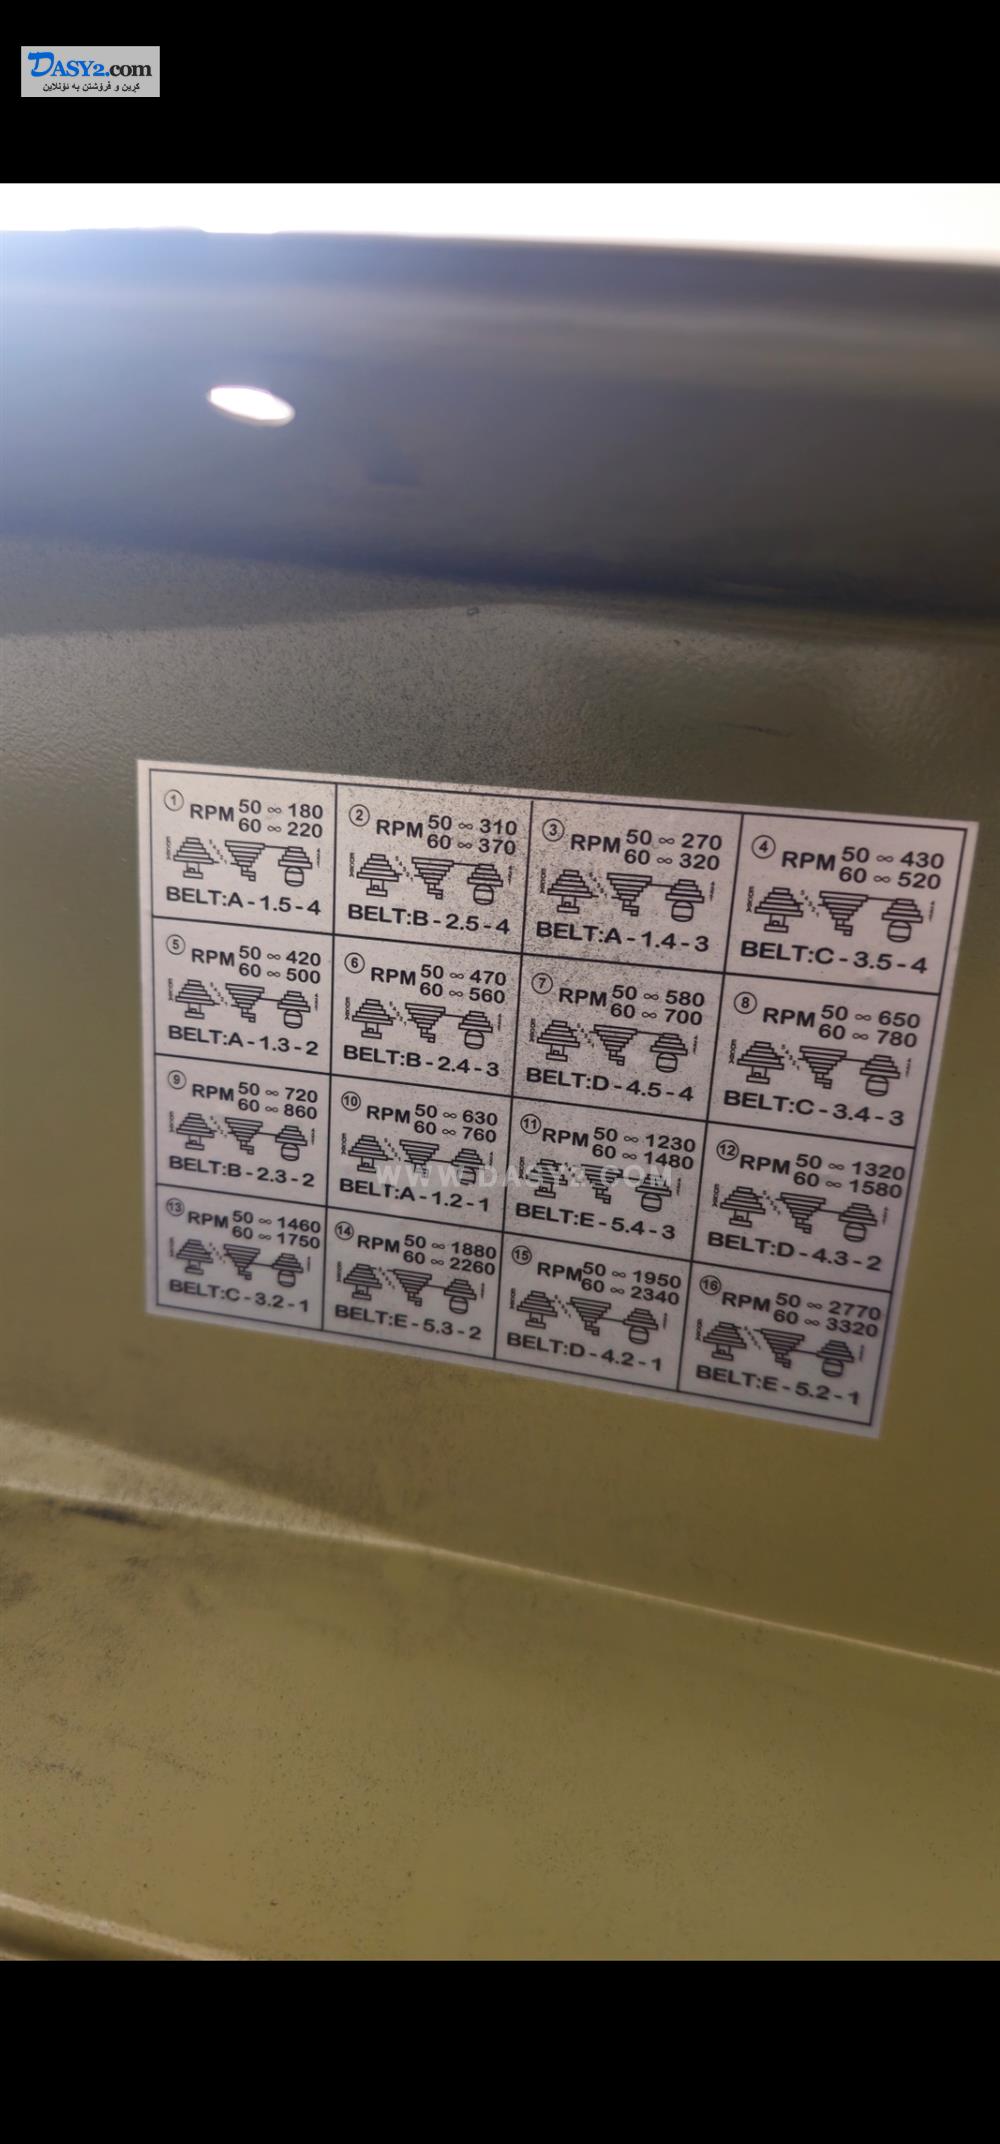 DASY2.com
کڕین و فرۆشتن بە ئۆنلاین
① RPM 50 ∞ 180
60 ∞ 220
BELT:A-1.5-4
② RPM 50 ∞ 310
60 ∞ 370
BELT:B-2.5-4
③ RPM 50 ∞ 270
60 ∞ 320
BELT:A-1.4-3
④ RPM 50 ∞ 430
60 ∞ 520
BELT:C-3.5-4
⑤ RPM 50 ∞ 420
60 ∞ 500
BELT:A-1.3-2
⑥ RPM 50 ∞ 470
60 ∞ 560
BELT:B-2.4-3
⑦ RPM 50 ∞ 580
60 ∞ 700
BELT:D-4.5-4
⑧ RPM 50 ∞ 650
60 ∞ 780
BELT:C-3.4-3
⑨ RPM 50 ∞ 720
60 ∞ 860
BELT:B-2.3-2
⑩ RPM 50 ∞ 630
60 ∞ 760
BELT:A-1.2-1
⑪ RPM 50 ∞ 1230
60 ∞ 1480
BELT:E-5.4-3
⑫ RPM 50 ∞ 1320
60 ∞ 1580
BELT:D-4.3-2
WWW.DASY2.COM
⑬ RPM 50 ∞ 1460
60 ∞ 1750
BELT:C-3.2-1
⑭ RPM 50 ∞ 1880
60 ∞ 2260
BELT:E-5.3-2
⑮ RPM 50 ∞ 1950
60 ∞ 2340
BELT:D-4.2-1
⑯ RPM 50 ∞ 2770
60 ∞ 3320
BELT:E-5.2-1